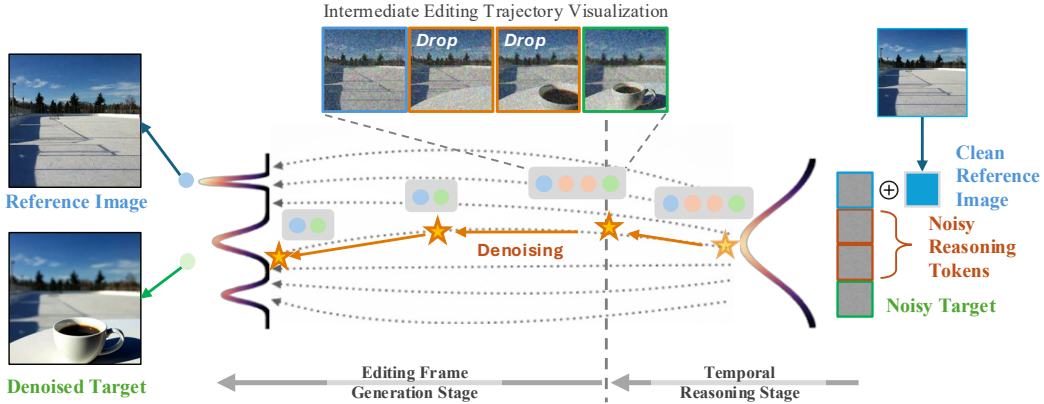 Intermediate Editing Trajectory Visualization
Drop
Drop
Reference Image
Clean
Reference
Image
Noisy
Reasoning
Tokens
Denoising
Noisy Target
Denoised Target
Editing Frame
Generation Stage
Temporal
Reasoning Stage